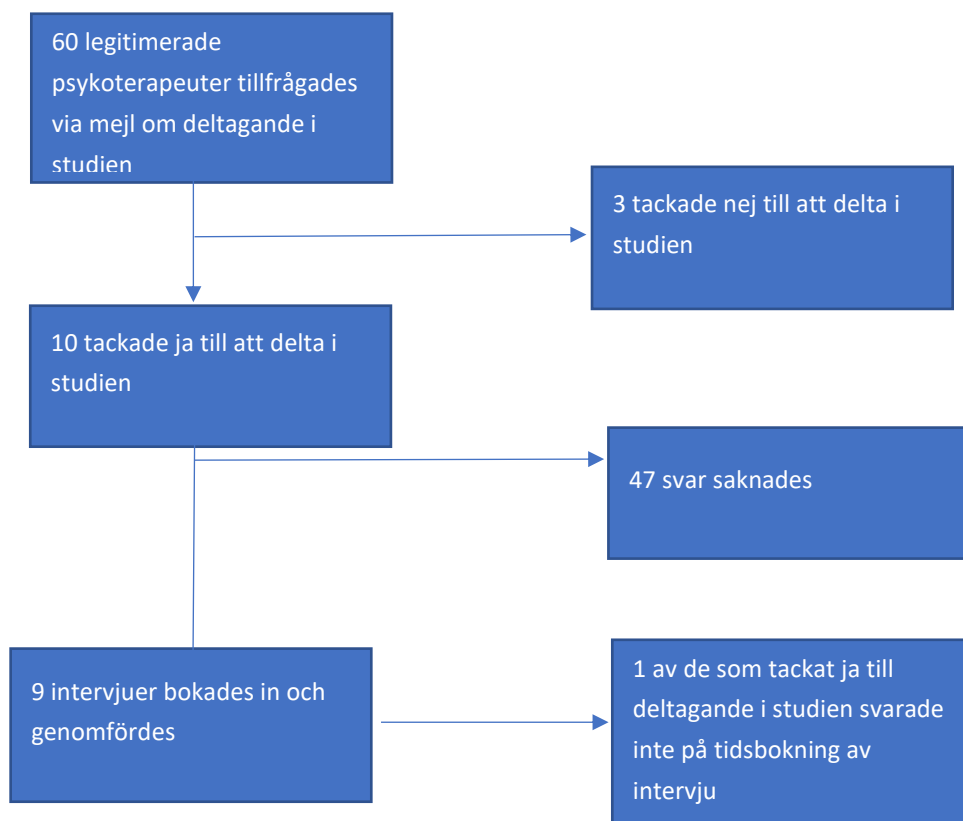 60 legitimerade
psykoterapeuter tillfrågades
via mejl om deltagande i
studien
3 tackade nej till att delta i
studien
10 tackade ja till att delta i
studien
47 svar saknades
9 intervjuer bokades in och
genomfördes
1 av de som tackat ja till
deltagande i studien svarade
inte på tidsbokning av
intervju